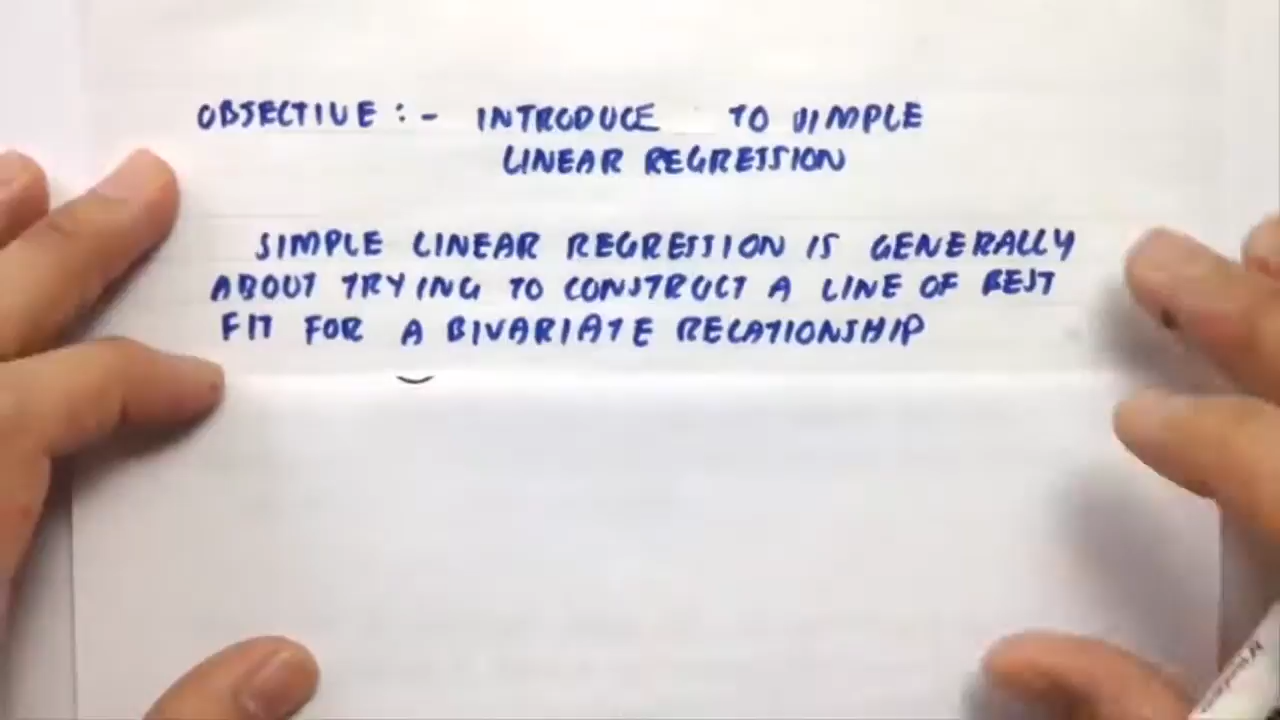 OBJECTIVE :- INTRODUCE TO SIMPLE
LINEAR REGRESSION
SIMPLE LINEAR REGRESSION IS GENERALLY
ABOUT TRYING TO CONSTRUCT A LINE OF BEST
FIT FOR A BIVARIATE RELATIONSHIP